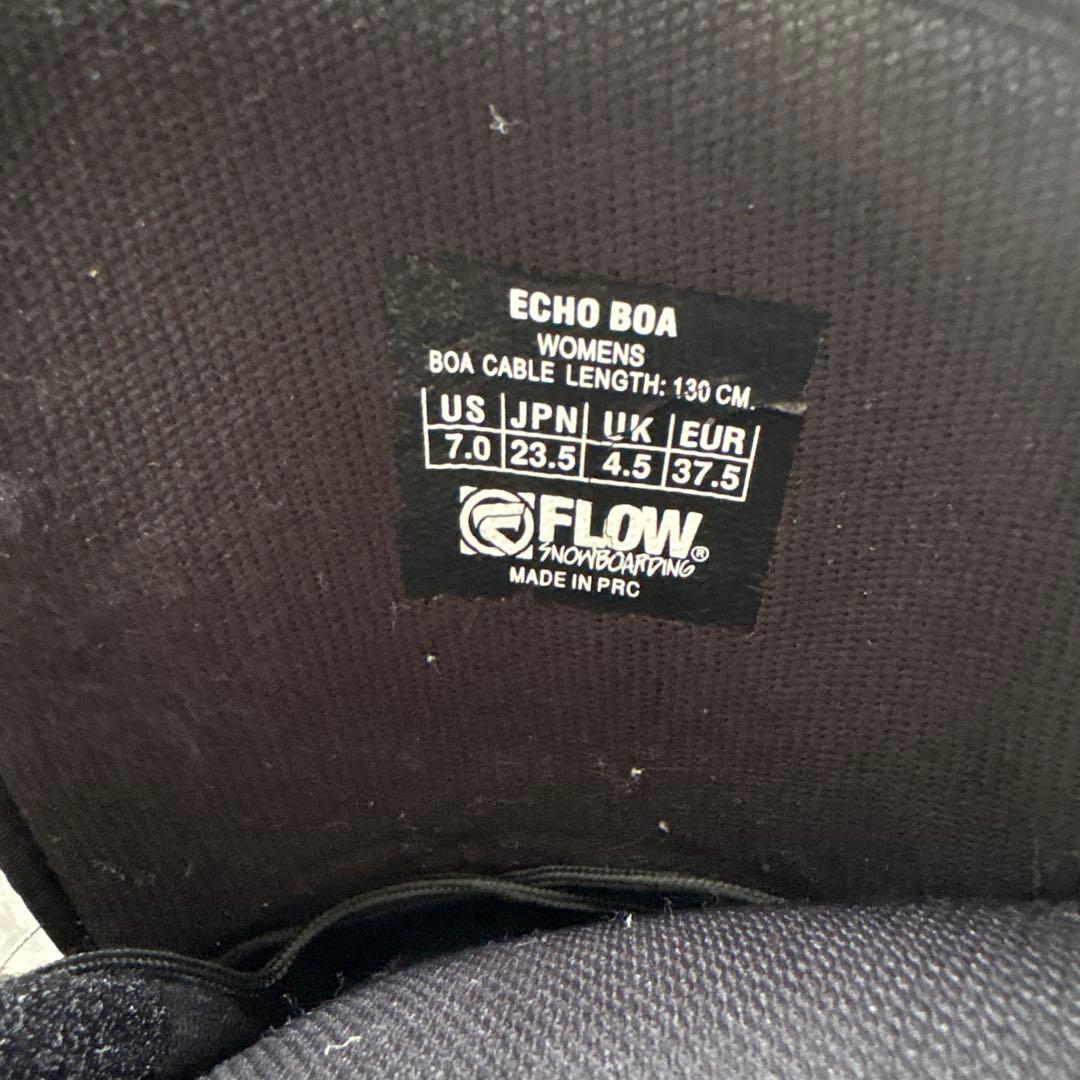 ECHO BOA
WOMENS
BOA CABLE LENGTH: 130 CM.
US JPN UK EUR
7.0 23.5 4.5 37.5
FLOW®
SNOWBOARDING
MADE IN PRC